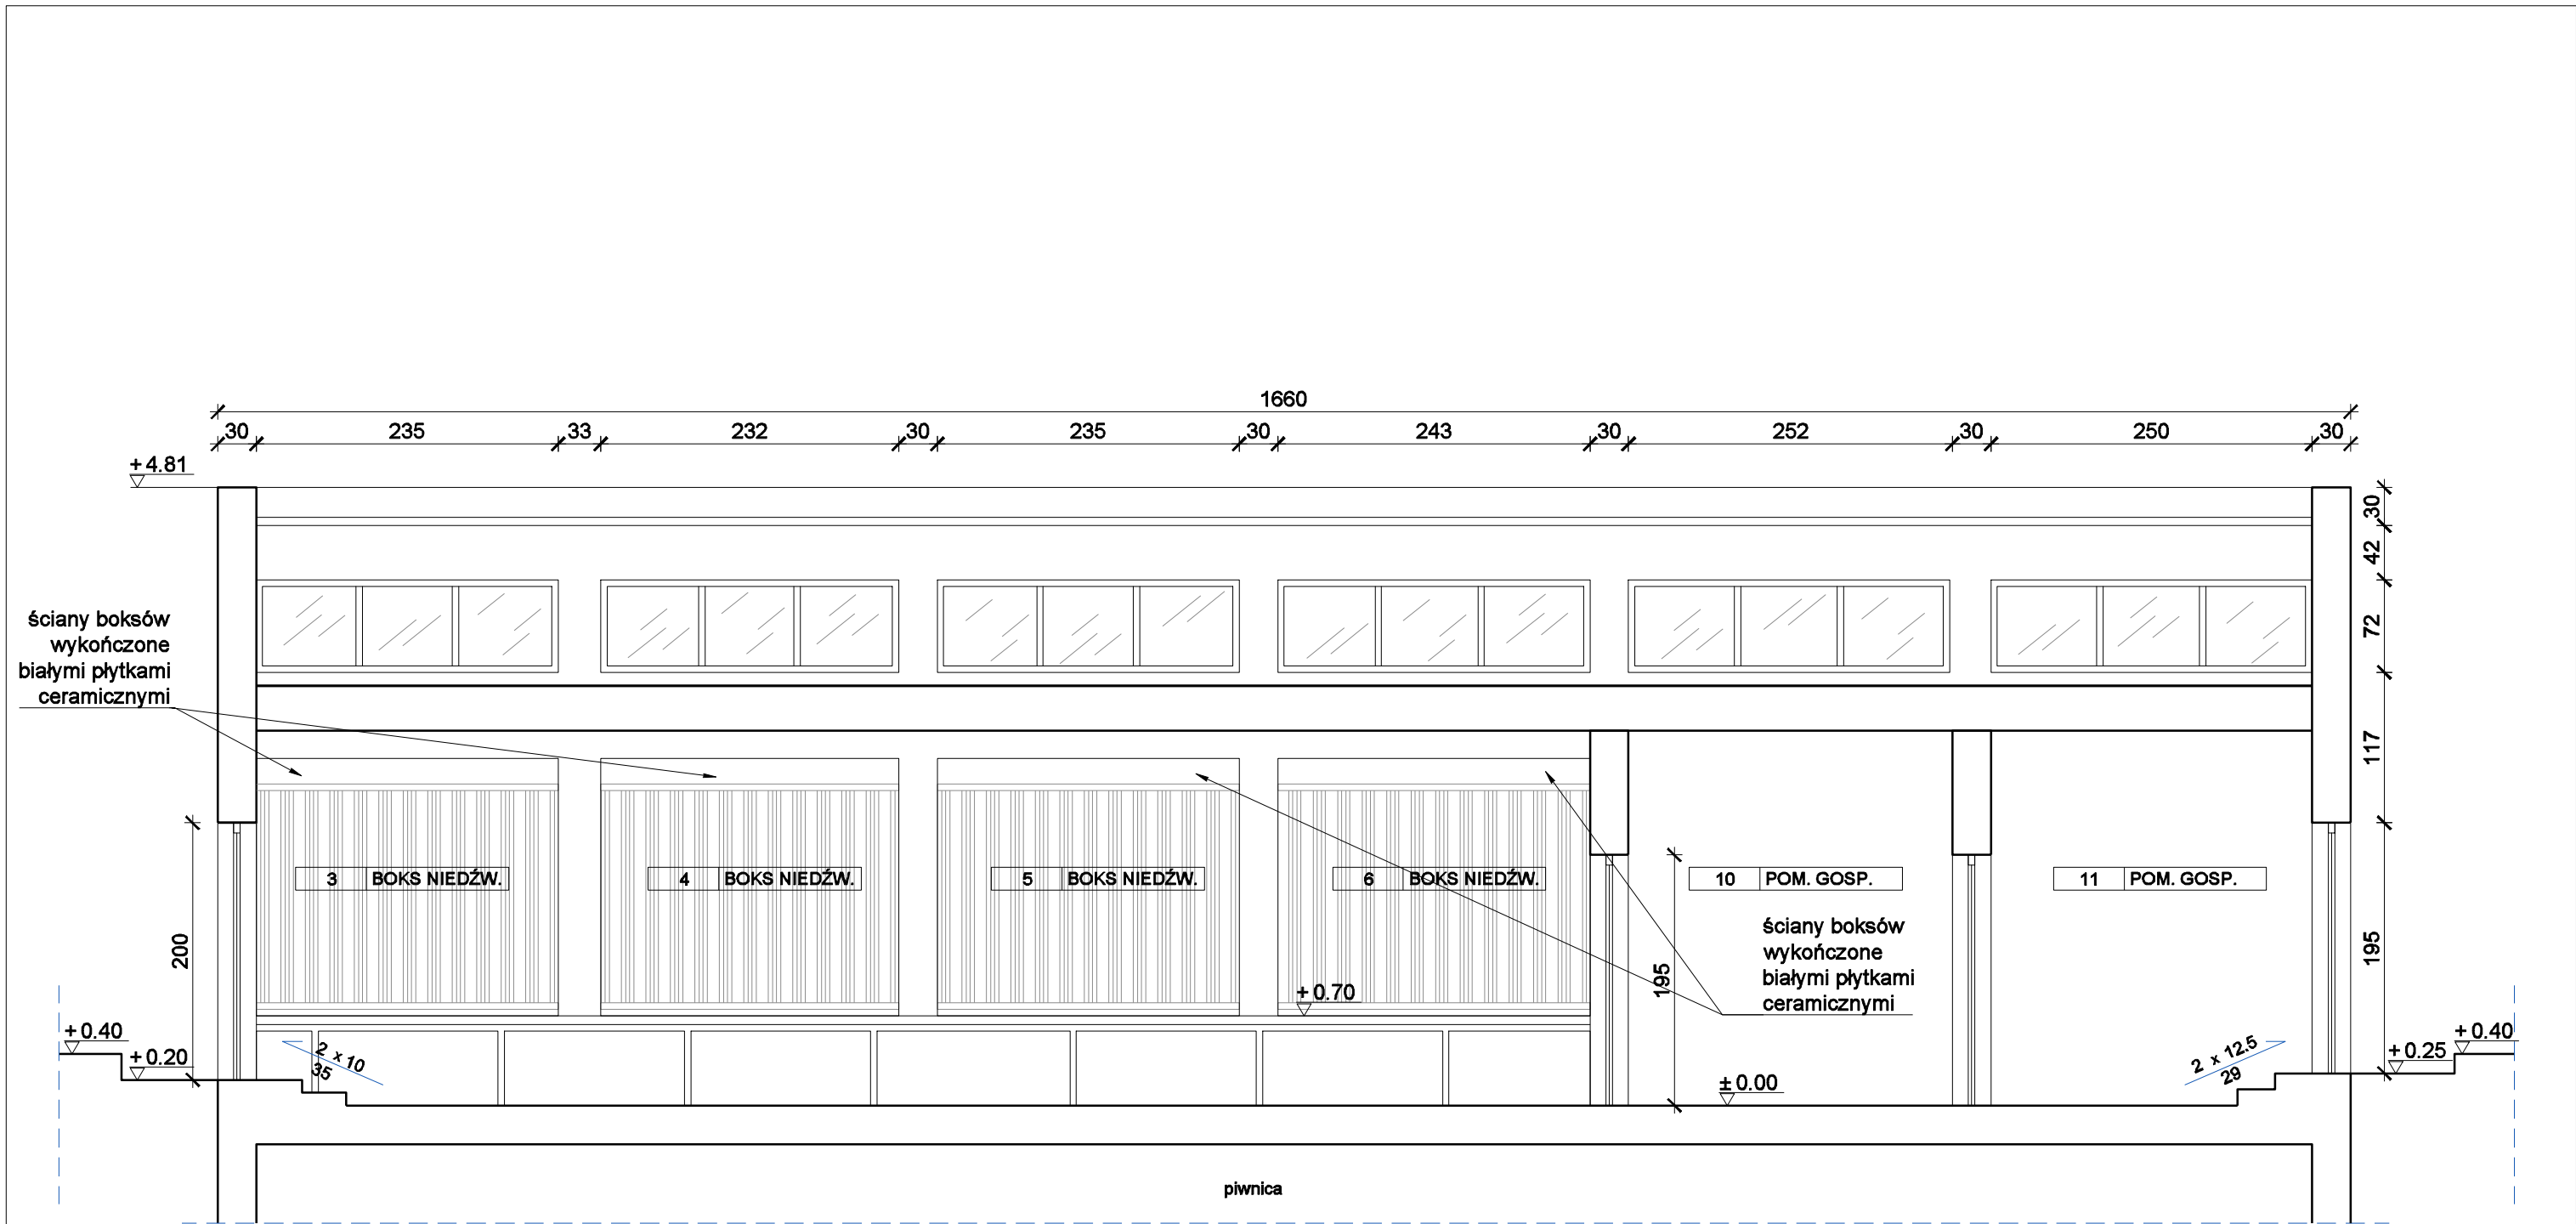 1660
30 235 33 232 30 235 30 243 30 252 30 250 30
+4.81
30
42
72
117
195
ściany boksów
wykończone
białymi płytkami
ceramicznymi
3 BOKS NIEDŹW.
4 BOKS NIEDŹW.
5 BOKS NIEDŹW.
6 BOKS NIEDŹW.
10 POM. GOSP.
11 POM. GOSP.
ściany boksów
wykończone
białymi płytkami
ceramicznymi
200
195
+0.70
+0.40
+0.20
2 x 10
35
±0.00
2 x 12.5
29
+0.25
+0.40
piwnica